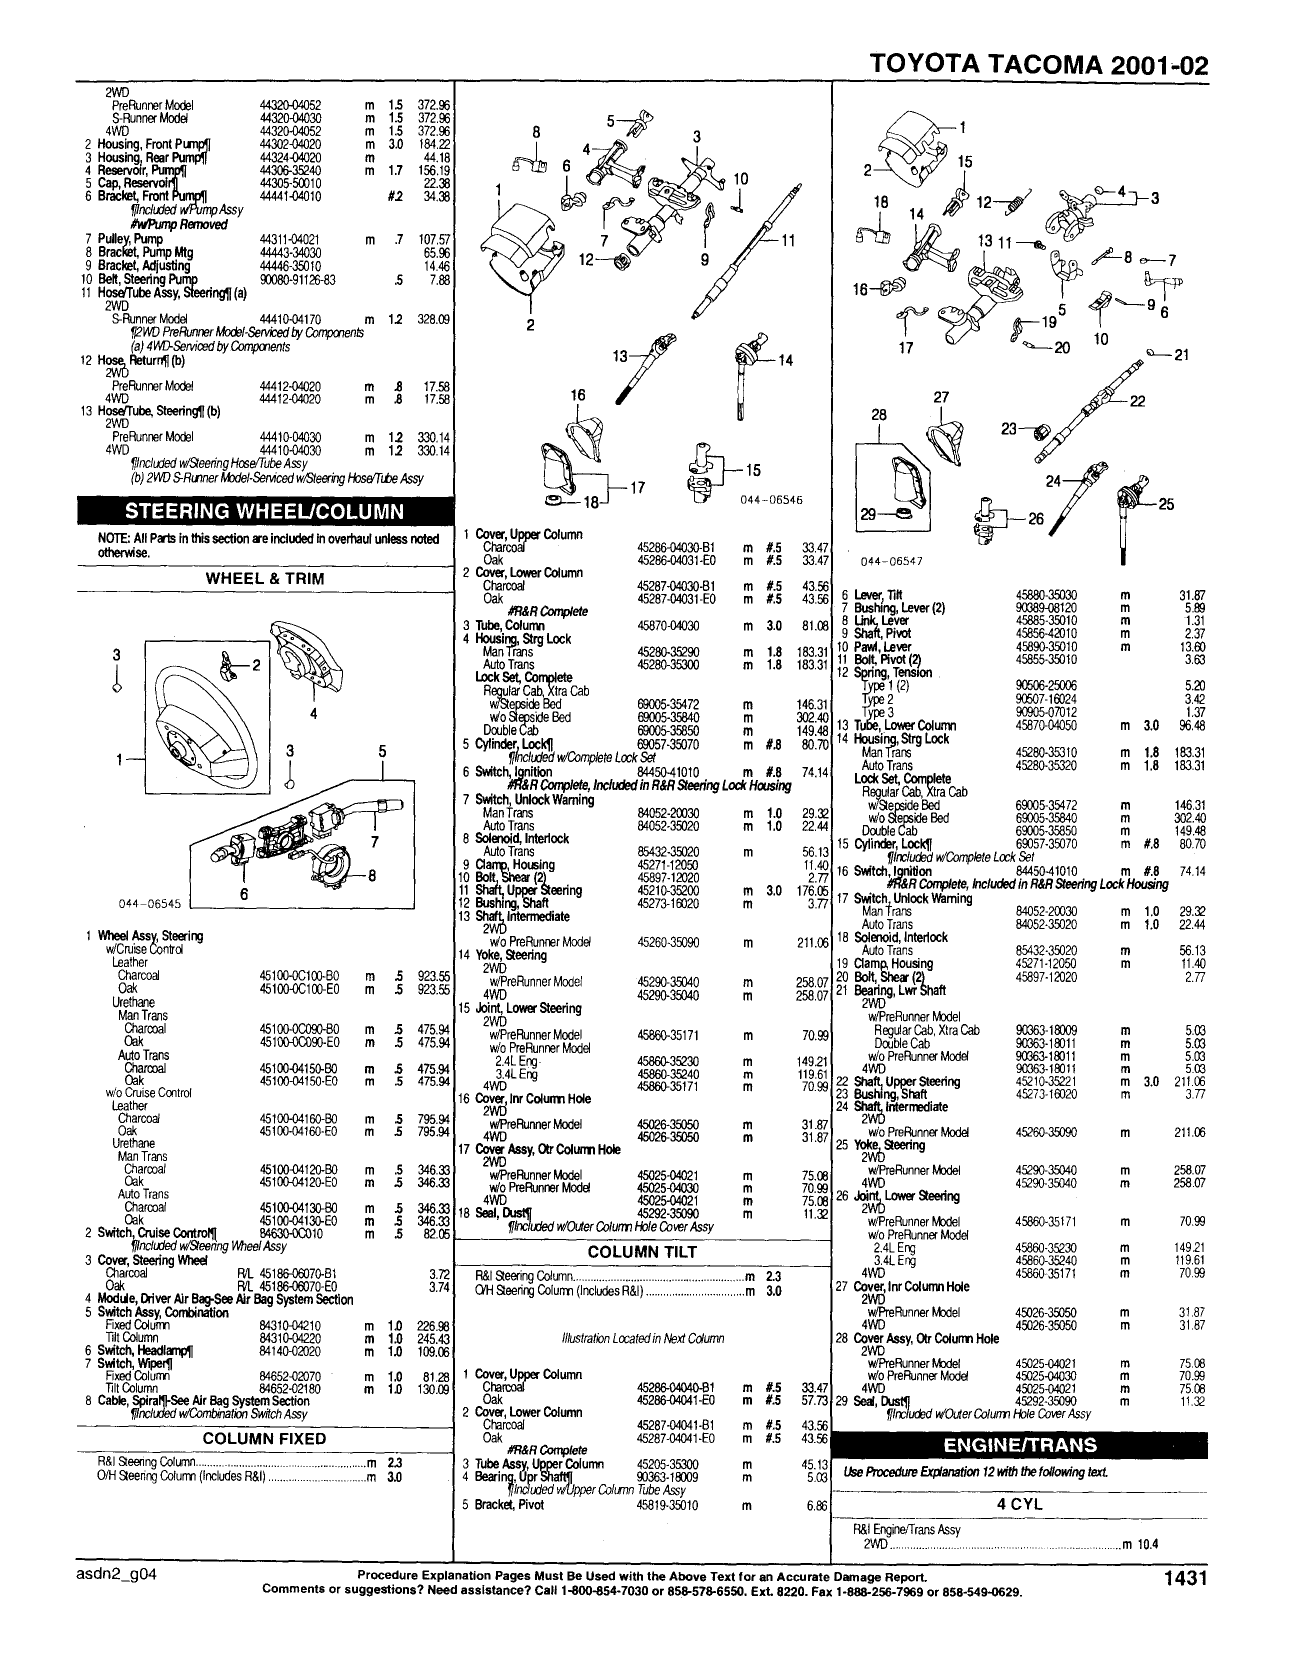 TOYOTA TACOMA 2001-02
2WD
PreRunner Model 44320-04052 m 1.5 372.96
S-Runner Model 44320-04030 m 1.5 372.96
4WD 44320-04052 m 1.5 372.96
2 Housing, Front Pump¶ 44302-04020 m 3.0 184.22
3 Housing, Rear Pump¶ 44324-04020 m 44.18
4 Reservoir, Pump¶ 44306-35240 m 1.7 156.19
5 Cap, Reservoir¶ 44305-50010 22.38
6 Bracket, Front Pump¶ 44441-04010 #.2 34.38
¶Included w/Pump Assy
#w/Pump Removed
7 Pulley, Pump 44311-04021 m .7 107.57
8 Bracket, Pump Mtg 44443-34030 65.96
9 Bracket, Adjusting 44446-35010 14.46
10 Belt, Steering Pump 90080-91126-83 .5 7.88
11 Hose/Tube Assy, Steering¶ (a)
2WD
S-Runner Model 44410-04170 m 1.2 328.09
¶2WD PreRunner Model-Serviced by Components
(a) 4WD-Serviced by Components
12 Hose, Return¶ (b)
2WD
PreRunner Model 44412-04020 m .8 17.58
4WD 44412-04020 m .8 17.58
13 Hose/Tube, Steering¶ (b)
2WD
PreRunner Model 44410-04030 m 1.2 330.14
4WD 44410-04030 m 1.2 330.14
¶Included w/Steering Hose/Tube Assy
(b) 2WD S-Runner Model-Serviced w/Steering Hose/Tube Assy
STEERING WHEEL/COLUMN
NOTE: All Parts in this section are included in overhaul unless noted
otherwise.
WHEEL & TRIM
3
2
4
1
3
5
7
8
6
044-06545
1 Wheel Assy, Steering
w/Cruise Control
Leather
Charcoal 45100-0C100-B0 m .5 923.55
Oak 45100-0C100-E0 m .5 923.55
Urethane
Man Trans
Charcoal 45100-0C090-B0 m .5 475.94
Oak 45100-0C090-E0 m .5 475.94
Auto Trans
Charcoal 45100-04150-B0 m .5 475.94
Oak 45100-04150-E0 m .5 475.94
w/o Cruise Control
Leather
Charcoal 45100-04160-B0 m .5 795.94
Oak 45100-04160-E0 m .5 795.94
Urethane
Man Trans
Charcoal 45100-04120-B0 m .5 346.33
Oak 45100-04120-E0 m .5 346.33
Auto Trans
Charcoal 45100-04130-B0 m .5 346.33
Oak 45100-04130-E0 m .5 346.33
2 Switch, Cruise Control¶ 84630-0C010 m .5 82.05
¶Included w/Steering Wheel Assy
3 Cover, Steering Wheel
Charcoal R/L 45186-06070-B1 3.72
Oak R/L 45186-06070-E0 3.74
4 Module, Driver Air Bag-See Air Bag System Section
5 Switch Assy, Combination
Fixed Column 84310-04210 m 1.0 226.98
Tilt Column 84310-04220 m 1.0 245.43
6 Switch, Headlamp¶ 84140-02020 m 1.0 109.06
7 Switch, Wiper¶
Fixed Column 84652-02070 m 1.0 81.28
Tilt Column 84652-02180 m 1.0 130.09
8 Cable, Spiral¶-See Air Bag System Section
¶Included w/Combination Switch Assy
COLUMN FIXED
R&I Steering Column m 2.3
O/H Steering Column (Includes R&I) m 3.0
5
8
4
3
6
10
1
7
11
12
9
2
13
14
16
15
17
18
044-06546
1 Cover, Upper Column
Charcoal 45286-04030-B1 m #.5 33.47
Oak 45286-04031-E0 m #.5 33.47
2 Cover, Lower Column
Charcoal 45287-04030-B1 m #.5 43.56
Oak 45287-04031-E0 m #.5 43.56
#R&R Complete
3 Tube, Column 45870-04030 m 3.0 81.08
4 Housing, Strg Lock
Man Trans 45280-35290 m 1.8 183.31
Auto Trans 45280-35300 m 1.8 183.31
Lock Set, Complete
Regular Cab, Xtra Cab
w/Stepside Bed 69005-35472 m 146.31
w/o Stepside Bed 69005-35840 m 302.40
Double Cab 69005-35850 m 149.48
5 Cylinder, Lock¶ 69057-35070 m #.8 80.70
¶Included w/Complete Lock Set
6 Switch, Ignition 84450-41010 m #.8 74.14
#R&R Complete, Included in R&R Steering Lock Housing
7 Switch, Unlock Warning
Man Trans 84052-20030 m 1.0 29.32
Auto Trans 84052-35020 m 1.0 22.44
8 Solenoid, Interlock
Auto Trans 85432-35020 m 56.13
9 Clamp, Housing 45271-12050 11.40
10 Bolt, Shear (2) 45897-12020 2.77
11 Shaft, Upper Steering 45210-35200 m 3.0 176.05
12 Bushing, Shaft 45273-16020 m 3.77
13 Shaft, Intermediate
2WD
w/o PreRunner Model 45260-35090 m 211.06
14 Yoke, Steering
2WD
w/PreRunner Model 45290-35040 m 258.07
4WD 45290-35040 m 258.07
15 Joint, Lower Steering
2WD
w/PreRunner Model 45860-35171 m 70.99
w/o PreRunner Model
2.4L Eng 45860-35230 m 149.21
3.4L Eng 45860-35240 m 119.61
4WD 45860-35171 m 70.99
16 Cover, Inr Column Hole
2WD
w/PreRunner Model 45026-35050 m 31.87
4WD 45026-35050 m 31.87
17 Cover Assy, Otr Column Hole
2WD
w/PreRunner Model 45025-04021 m 75.08
w/o PreRunner Model 45025-04030 m 70.99
4WD 45025-04021 m 75.08
18 Seal, Dust¶ 45292-35090 m 11.32
¶Included w/Outer Column Hole Cover Assy
COLUMN TILT
R&I Steering Column m 2.3
O/H Steering Column (Includes R&I) m 3.0
Illustration Located in Next Column
1 Cover, Upper Column
Charcoal 45286-04040-B1 m #.5 33.47
Oak 45286-04041-E0 m #.5 57.73
2 Cover, Lower Column
Charcoal 45287-04041-B1 m #.5 43.56
Oak 45287-04041-E0 m #.5 43.56
#R&R Complete
3 Tube Assy, Upper Column 45205-35300 m 45.13
4 Bearing, Upr Shaft¶ 90363-18009 m 5.03
¶Included w/Upper Column Tube Assy
5 Bracket, Pivot 45819-35010 m 6.86
1
15
2
4
3
12
18
14
13
11
8
7
16
5
9
6
19
10
17
20
21
27
22
28
23
24
25
29
26
044-06547
6 Lever, Tilt 45880-35030 m 31.87
7 Bushing, Lever (2) 90389-08120 m 5.89
8 Link, Lever 45885-35010 m 1.31
9 Shaft, Pivot 45856-42010 m 2.37
10 Pawl, Lever 45890-35010 m 13.60
11 Bolt, Pivot (2) 45855-35010 3.63
12 Spring, Tension
Type 1 (2) 90506-25006 5.20
Type 2 90507-16024 3.42
Type 3 90905-07012 1.37
13 Tube, Lower Column 45870-04050 m 3.0 96.48
14 Housing, Strg Lock
Man Trans 45280-35310 m 1.8 183.31
Auto Trans 45280-35320 m 1.8 183.31
Lock Set, Complete
Regular Cab, Xtra Cab
w/Stepside Bed 69005-35472 m 146.31
w/o Stepside Bed 69005-35840 m 302.40
Double Cab 69005-35850 m 149.48
15 Cylinder, Lock¶ 69057-35070 m #.8 80.70
¶Included w/Complete Lock Set
16 Switch, Ignition 84450-41010 m #.8 74.14
#R&R Complete, Included in R&R Steering Lock Housing
17 Switch, Unlock Warning
Man Trans 84052-20030 m 1.0 29.32
Auto Trans 84052-35020 m 1.0 22.44
18 Solenoid, Interlock
Auto Trans 85432-35020 m 56.13
19 Clamp, Housing 45271-12050 m 11.40
20 Bolt, Shear (2) 45897-12020 2.77
21 Bearing, Lwr Shaft
2WD
w/PreRunner Model
Regular Cab, Xtra Cab 90363-18009 m 5.03
Double Cab 90363-18011 m 5.03
w/o PreRunner Model 90363-18011 m 5.03
4WD 90363-18011 m 5.03
22 Shaft, Upper Steering 45210-35221 m 3.0 211.06
23 Bushing, Shaft 45273-16020 m 3.77
24 Shaft, Intermediate
2WD
w/o PreRunner Model 45260-35090 m 211.06
25 Yoke, Steering
2WD
w/PreRunner Model 45290-35040 m 258.07
4WD 45290-35040 m 258.07
26 Joint, Lower Steering
2WD
w/PreRunner Model 45860-35171 m 70.99
w/o PreRunner Model
2.4L Eng 45860-35230 m 149.21
3.4L Eng 45860-35240 m 119.61
4WD 45860-35171 m 70.99
27 Cover, Inr Column Hole
2WD
w/PreRunner Model 45026-35050 m 31.87
4WD 45026-35050 m 31.87
28 Cover Assy, Otr Column Hole
2WD
w/PreRunner Model 45025-04021 m 75.08
w/o PreRunner Model 45025-04030 m 70.99
4WD 45025-04021 m 75.08
29 Seal, Dust¶ 45292-35090 m 11.32
¶Included w/Outer Column Hole Cover Assy
ENGINE/TRANS
Use Procedure Explanation 12 with the following text.
4 CYL
R&I Engine/Trans Assy
2WD m 10.4
asdn2_g04
Procedure Explanation Pages Must Be Used with the Above Text for an Accurate Damage Report.
1431
Comments or suggestions? Need assistance? Call 1-800-854-7030 or 858-578-6550. Ext. 8220. Fax 1-888-256-7969 or 858-549-0629.